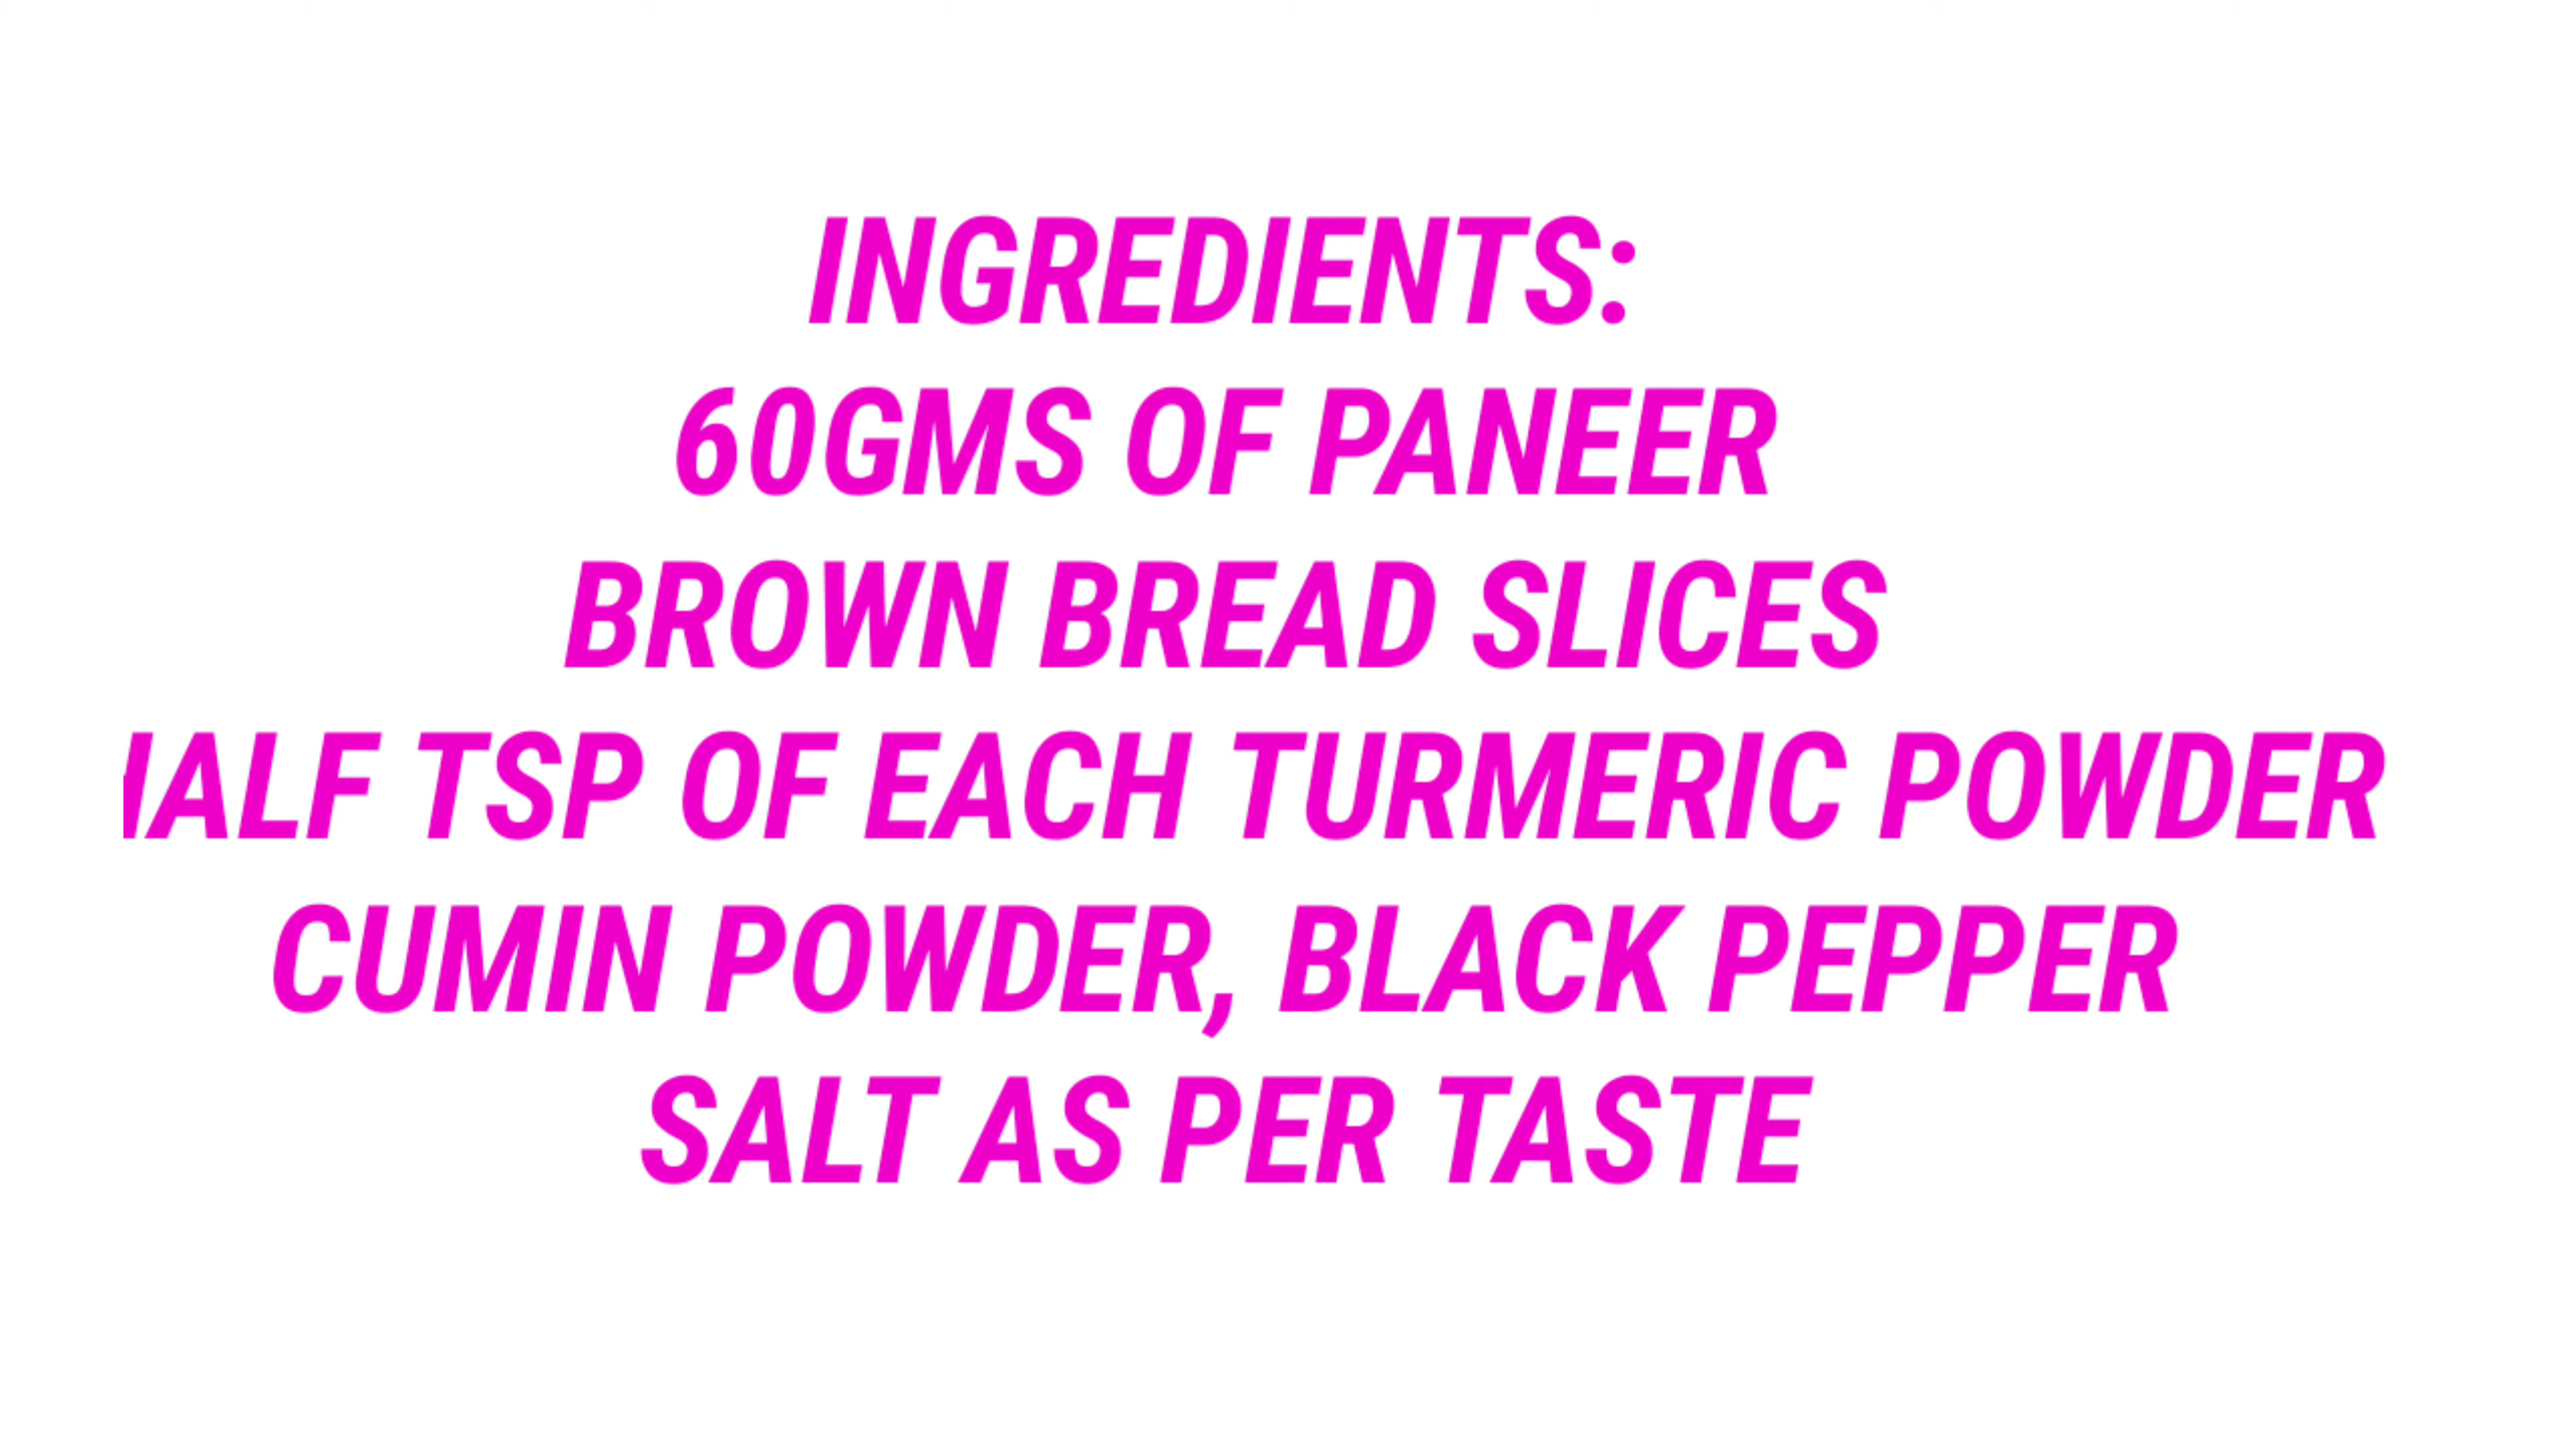 INGREDIENTS:
60GMS OF PANEER
BROWN BREAD SLICES
HALF TSP OF EACH TURMERIC POWDER
CUMIN POWDER, BLACK PEPPER
SALT AS PER TASTE